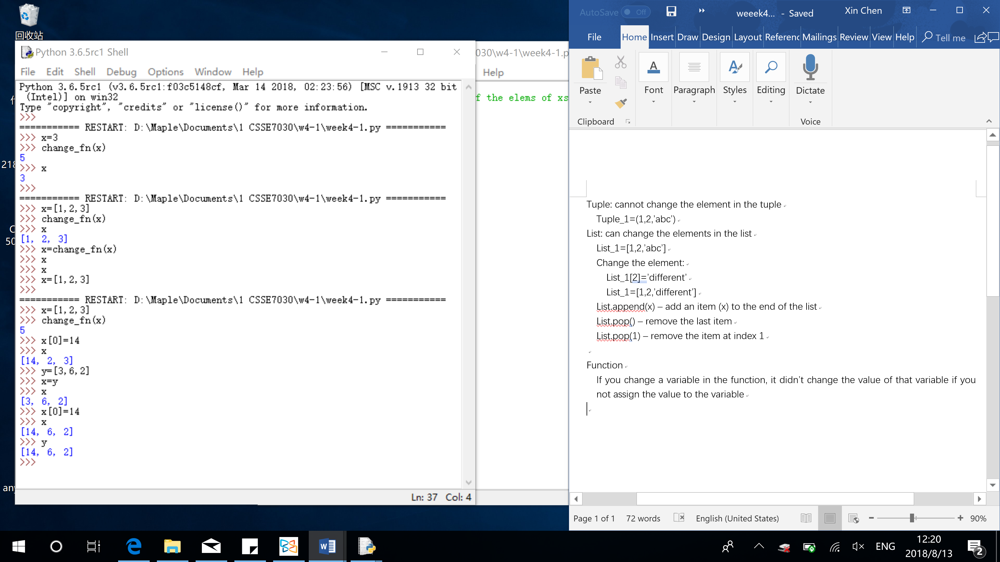 回收站
Python 3.6.5rc1 Shell
File Edit Shell Debug Options Window Help
Python 3.6.5rc1 (v3.6.5rc1:f03c5148cf, Mar 14 2018, 02:23:56) [MSC v.1913 32 bit
(Intel)] on win32
Type "copyright", "credits" or "license()" for more information.
>>>
=========== RESTART: D:\Maple\Documents\1 CSSE7030\w4-1\week4-1.py ===========
>>> x=3
>>> change_fn(x)
5
>>> x
3
>>>
=========== RESTART: D:\Maple\Documents\1 CSSE7030\w4-1\week4-1.py ===========
>>> x=[1,2,3]
>>> change_fn(x)
>>> x
[1, 2, 3]
>>> x=change_fn(x)
>>> x
>>> x
>>> x=[1,2,3]
>>>
=========== RESTART: D:\Maple\Documents\1 CSSE7030\w4-1\week4-1.py ===========
>>> x=[1,2,3]
>>> change_fn(x)
5
>>> x[0]=14
>>> x
[14, 2, 3]
>>> y=[3,6,2]
>>> x=y
>>> x
[3, 6, 2]
>>> x[0]=14
>>> x
[14, 6, 2]
>>> y
[14, 6, 2]
>>>
Ln: 37 Col: 4
218
C
50
any
030\w4-1\week4-1.p
Help
f the elems of xs
AutoSave Off weeek4... - Saved Xin Chen
File Home Insert Draw Design Layout Referenc Mailings Review View Help Tell me
Paste Font Paragraph Styles Editing Dictate
Clipboard Voice
Tuple: cannot change the element in the tuple
Tuple_1=(1,2,’abc’)
List: can change the elements in the list
List_1=[1,2,’abc’]
Change the element:
List_1[2]=’different’
List_1=[1,2,’different’]
List.append(x) – add an item (x) to the end of the list
List.pop() – remove the last item
List.pop(1) – remove the item at index 1
Function
If you change a variable in the function, it didn’t change the value of that variable if you
not assign the value to the variable
Page 1 of 1 72 words English (United States) 90%
ENG
12:20
2018/8/13
2